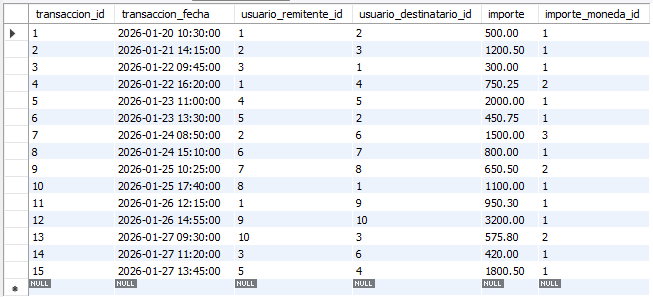 transaccion_id transaccion_fecha usuario_remitente_id usuario_destinatario_id importe importe_moneda_id
1 2026-01-20 10:30:00 1 2 500.00 1
2 2026-01-21 14:15:00 2 3 1200.50 1
3 2026-01-22 09:45:00 3 1 300.00 1
4 2026-01-22 16:20:00 1 4 750.25 2
5 2026-01-23 11:00:00 4 5 2000.00 1
6 2026-01-23 13:30:00 5 2 450.75 1
7 2026-01-24 08:50:00 2 6 1500.00 3
8 2026-01-24 15:10:00 6 7 800.00 1
9 2026-01-25 10:25:00 7 8 650.50 2
10 2026-01-25 17:40:00 8 1 1100.00 1
11 2026-01-26 12:15:00 1 9 950.30 1
12 2026-01-26 14:55:00 9 10 3200.00 1
13 2026-01-27 09:30:00 10 3 575.80 2
14 2026-01-27 11:20:00 3 6 420.00 1
15 2026-01-27 13:45:00 5 4 1800.50 1
NULL NULL NULL NULL NULL NULL